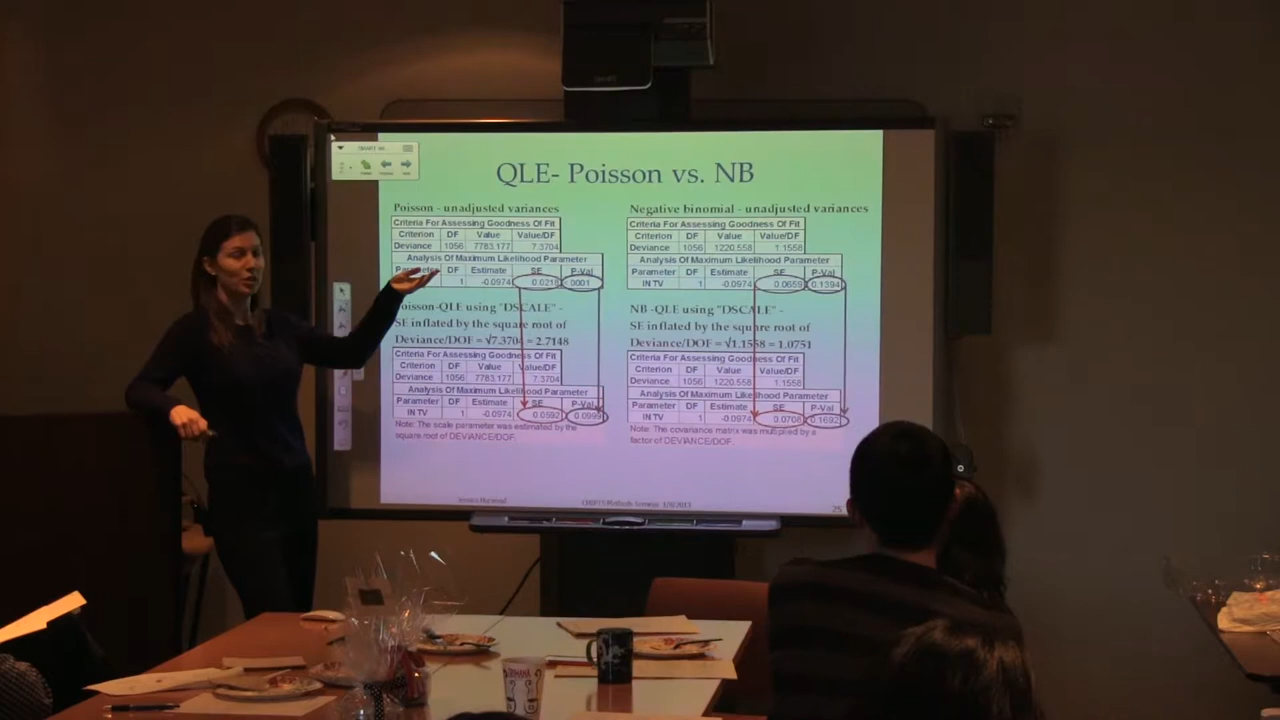 QLE- Poisson vs. NB
Poisson - unadjusted variances
Criteria For Assessing Goodness Of Fit
Criterion DF Value Value/DF
Deviance 1056 7783.177 7.3704
Analysis Of Maximum Likelihood Parameter
Parameter DF Estimate SE P-Val
1 -0.0974 0.0218 <.0001
Poisson-QLE using "DSCALE" -
SE inflated by the square root of
Deviance/DOF = √7.3704 = 2.7148
Criteria For Assessing Goodness Of Fit
Criterion DF Value Value/DF
Deviance 1056 7783.177 7.3704
Analysis Of Maximum Likelihood Parameter
Parameter DF Estimate SE P-Val
IN TV 1 -0.0974 0.0592 0.0999
Note: The scale parameter was estimated by the
square root of DEVIANCE/DOF.
Negative binomial - unadjusted variances
Criteria For Assessing Goodness Of Fit
Criterion DF Value Value/DF
Deviance 1056 1220.558 1.1558
Analysis Of Maximum Likelihood Parameter
Parameter DF Estimate SE P-Val
IN TV 1 -0.0974 0.0659 0.1394
NB -QLE using "DSCALE" -
SE inflated by the square root of
Deviance/DOF = √1.1558 = 1.0751
Criteria For Assessing Goodness Of Fit
Criterion DF Value Value/DF
Deviance 1056 1220.558 1.1558
Analysis Of Maximum Likelihood Parameter
Parameter DF Estimate SE P-Val
IN TV 1 -0.0974 0.0708 0.1692
Note: The covariance matrix was multiplied by a
factor of DEVIANCE/DOF.
25